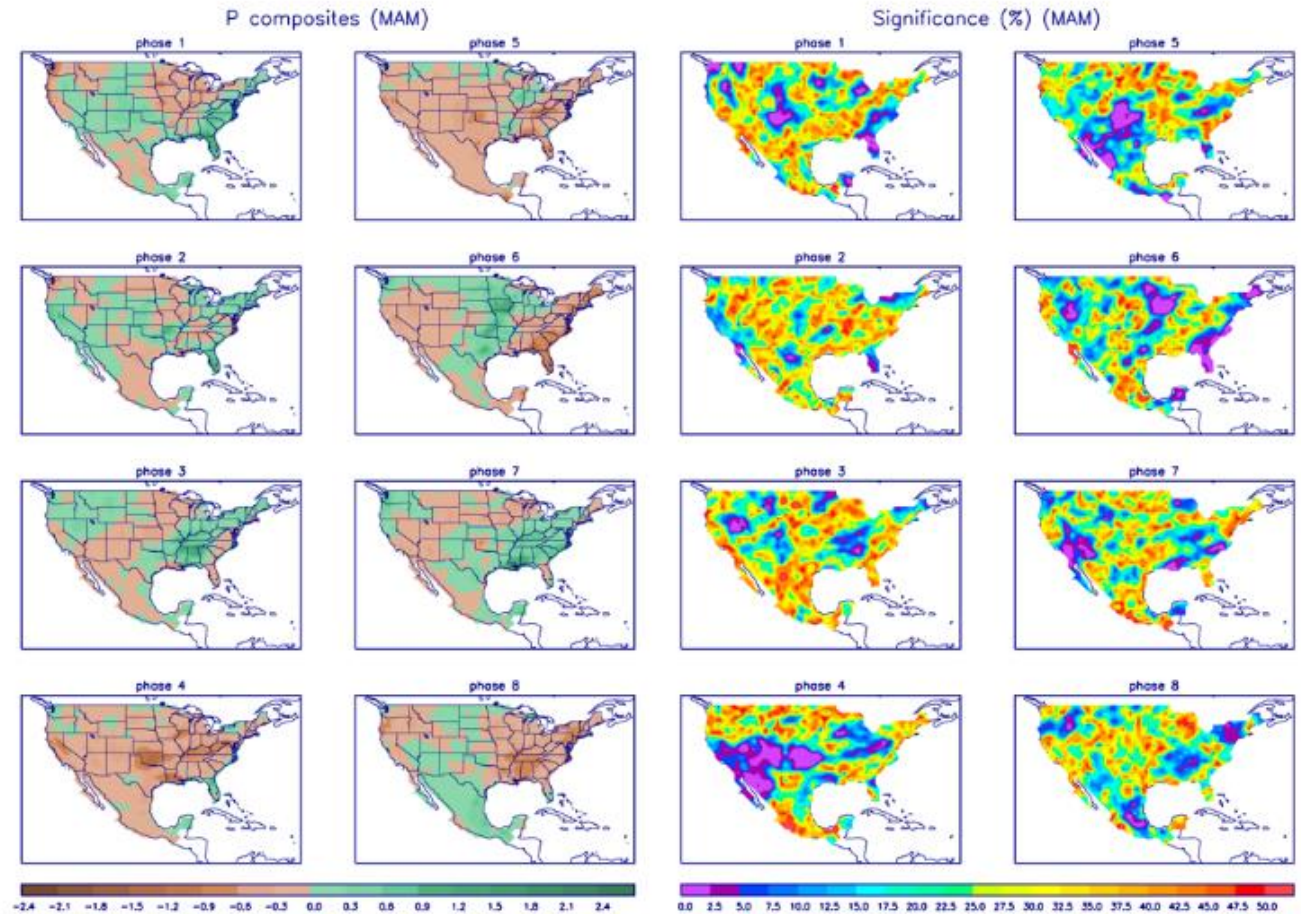 P composites (MAM)
Significance (%) (MAM)
phase 1
phase 5
phase 1
phase 5
phase 2
phase 6
phase 2
phase 6
phase 3
phase 7
phase 3
phase 7
phase 4
phase 8
phase 4
phase 8
-2.4 -2.1 -1.8 -1.5 -1.2 -0.9 -0.6 -0.3 0.0 0.3 0.6 0.9 1.2 1.5 1.8 2.1 2.4
0.0 2.5 5.0 7.5 10.0 12.5 15.0 17.5 20.0 22.5 25.0 27.5 30.0 32.5 35.0 37.5 40.0 42.5 45.0 47.5 50.0